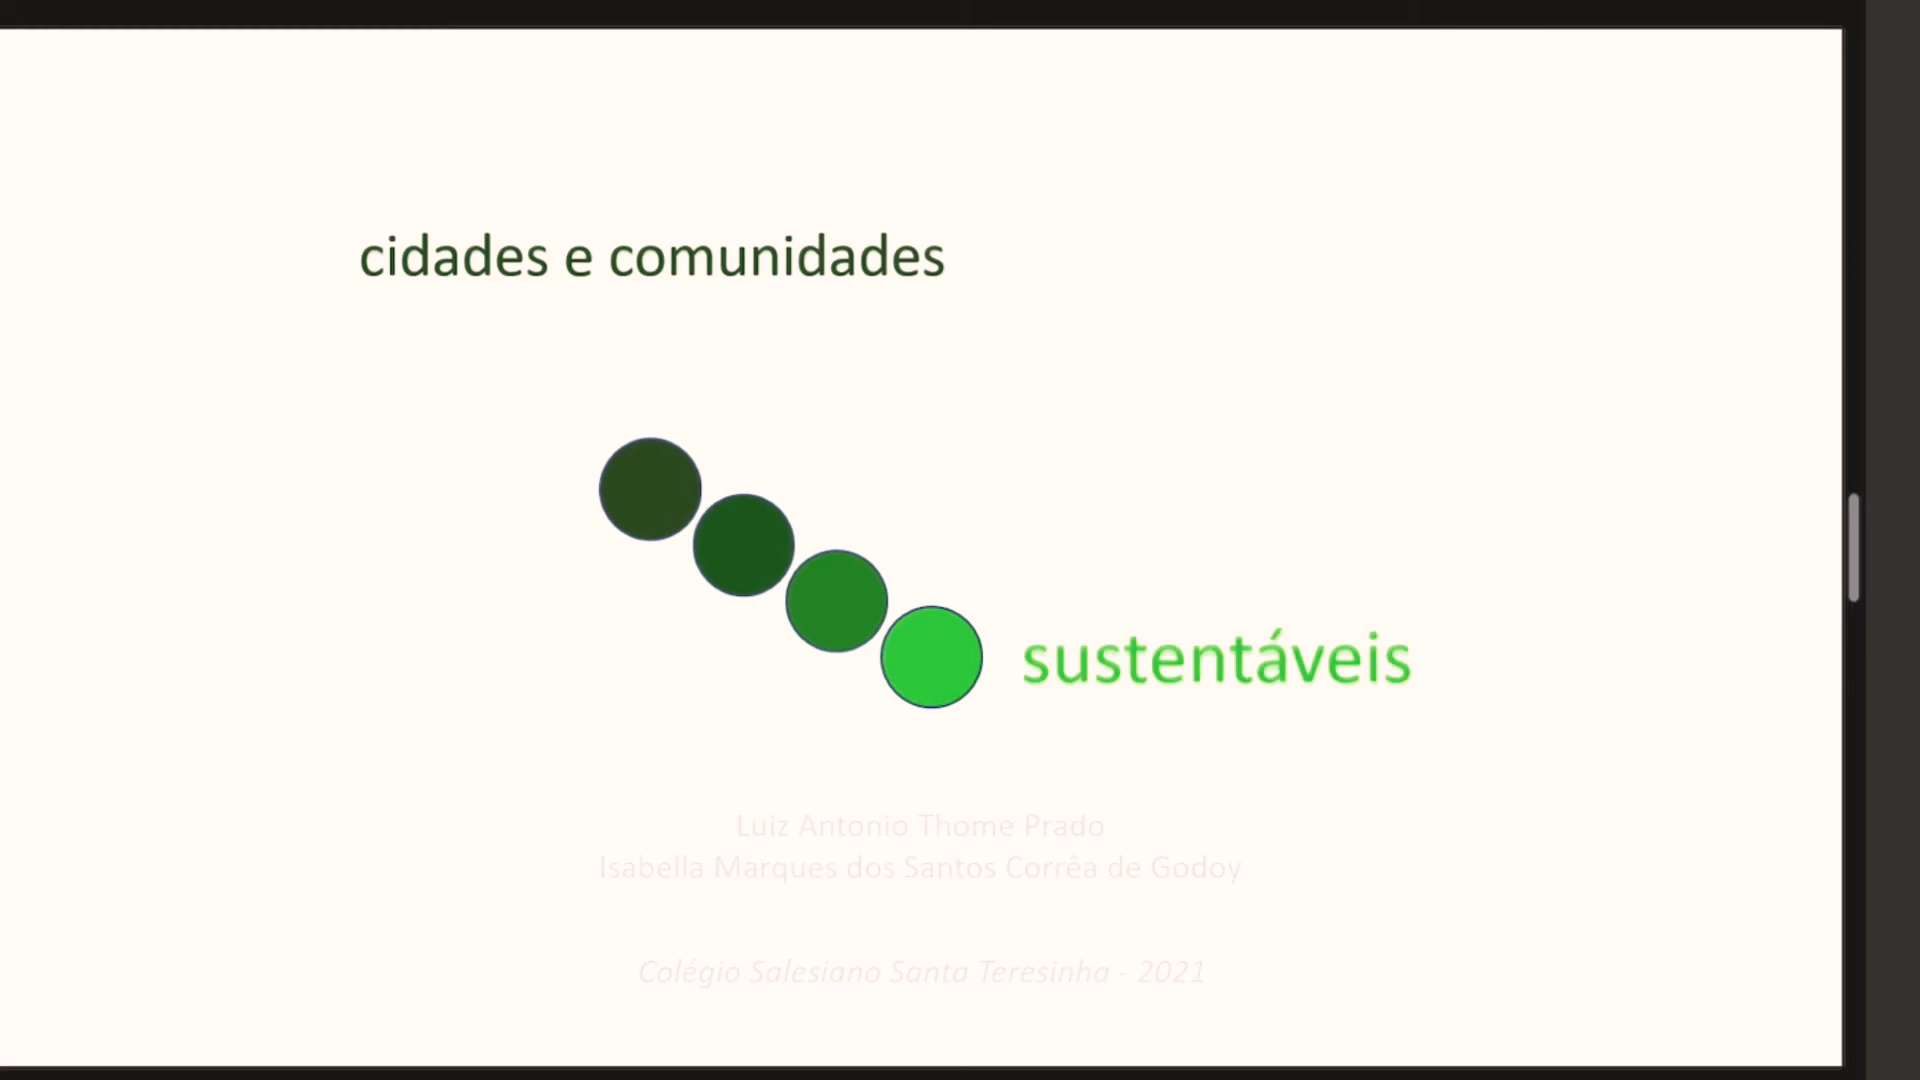 cidades e comunidades
sustentáveis
Luiz Antonio Thome Prado
Isabella Marques dos Santos Corrêa de Godoy
Colégio Salesiano Santa Teresinha - 2021